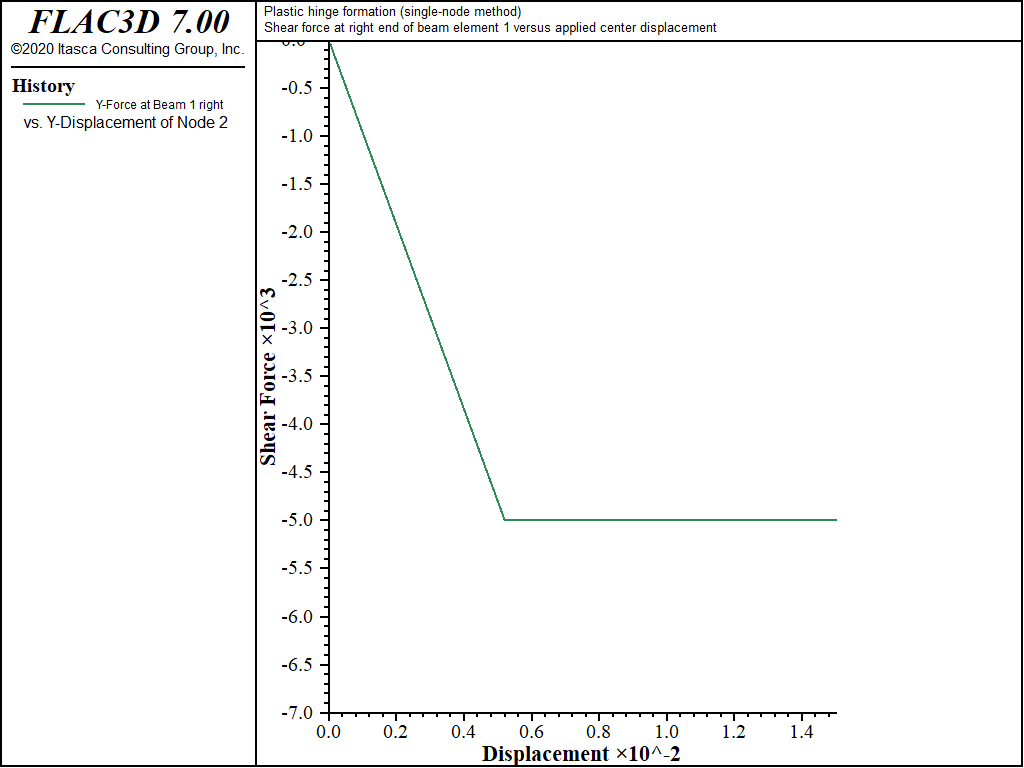 FLAC3D 7.00
©2020 Itasca Consulting Group, Inc.
History
Y-Force at Beam 1 right
vs. Y-Displacement of Node 2
Plastic hinge formation (single-node method)
Shear force at right end of beam element 1 versus applied center displacement
0.0
-0.5
-1.0
-1.5
-2.0
-2.5
-3.0
-3.5
-4.0
-4.5
-5.0
-5.5
-6.0
-6.5
-7.0
Shear Force ×10^3
0.0 0.2 0.4 0.6 0.8 1.0 1.2 1.4
Displacement ×10^-2